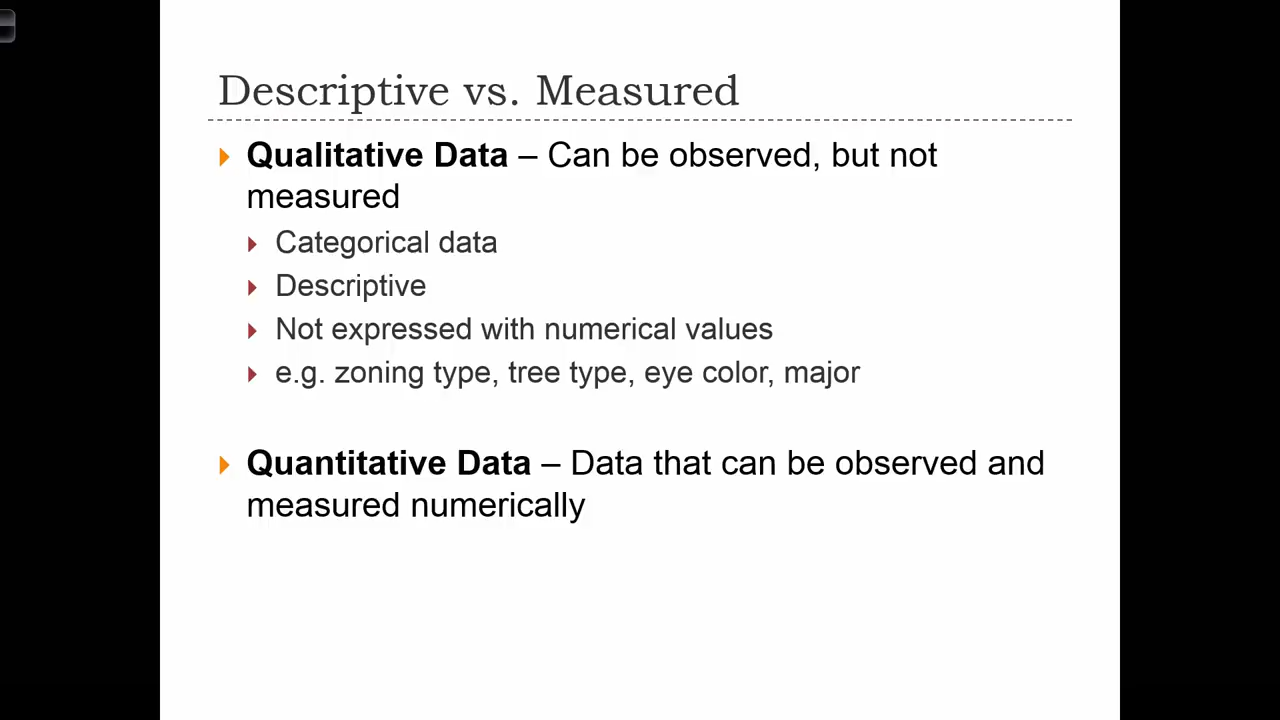 Descriptive vs. Measured
Qualitative Data – Can be observed, but not
measured
Categorical data
Descriptive
Not expressed with numerical values
e.g. zoning type, tree type, eye color, major
Quantitative Data – Data that can be observed and
measured numerically